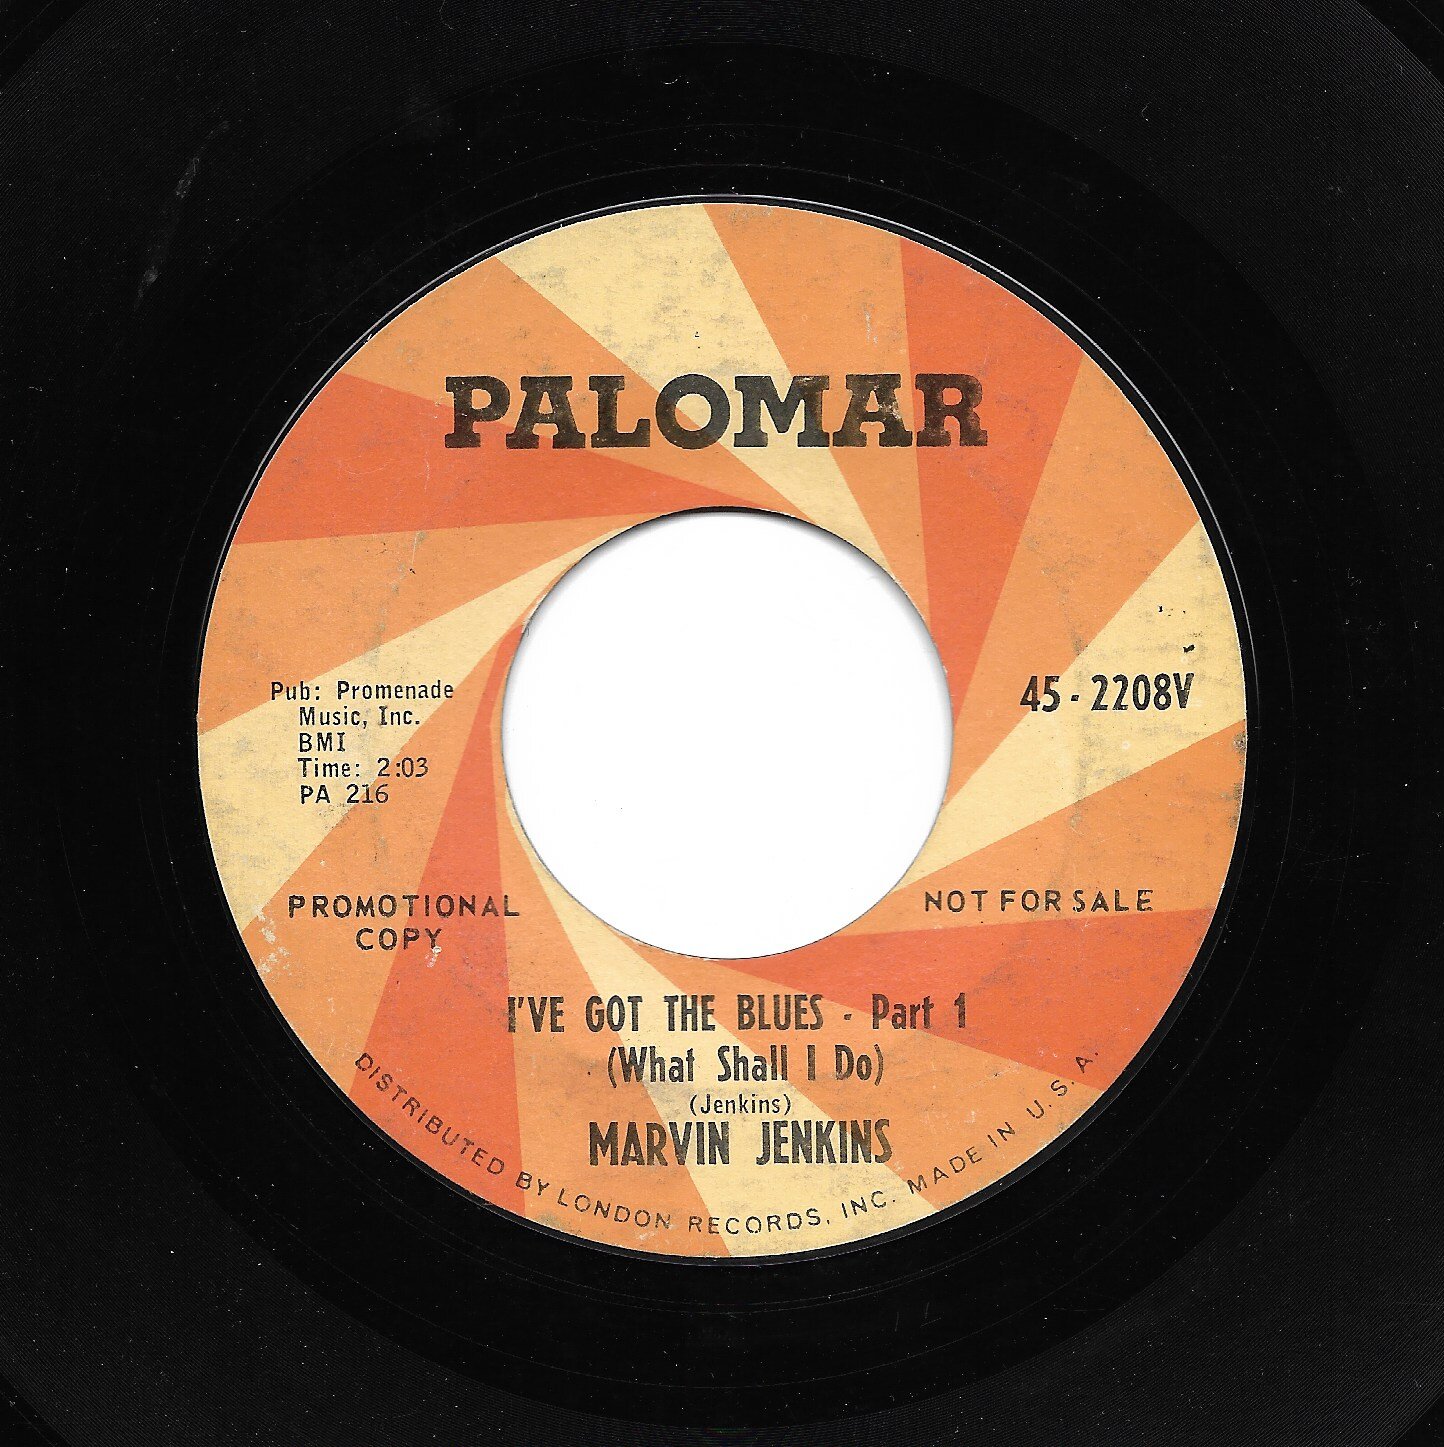 PALOMAR
Pub: Promenade
Music, Inc.
BMI
Time: 2:03
PA 216
45 - 2208V
PROMOTIONAL
COPY
NOT FOR SALE
I'VE GOT THE BLUES - Part 1
(What Shall I Do)
(Jenkins)
MARVIN JENKINS
DISTRIBUTED BY LONDON RECORDS, INC. MADE IN U.S.A.